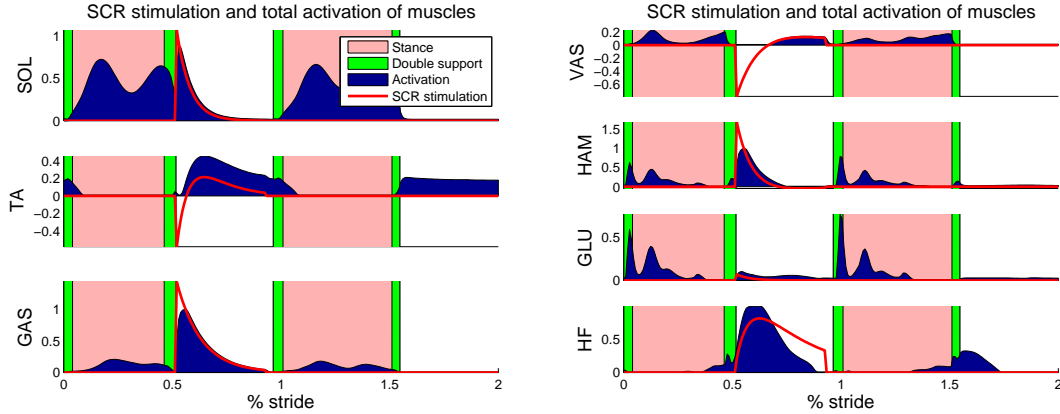 SCR stimulation and total activation of muscles
SOL
1
0.5
0
Stance
Double support
Activation
SCR stimulation
TA
0.4
0.2
0
−0.2
−0.4
GAS
1
0.5
0
0 0.5 1 1.5 2
% stride
SCR stimulation and total activation of muscles
VAS
0.2
0
−0.2
−0.4
−0.6
HAM
1.5
1
0.5
0
GLU
0.5
0
HF
1
0.5
0
0 0.5 1 1.5 2
% stride